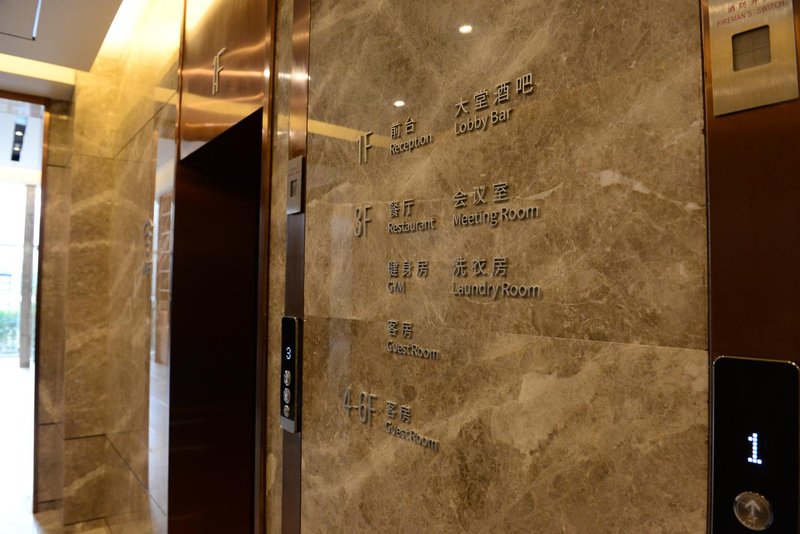 1F
1F
前台
Reception
大堂酒吧
Lobby Bar
3F
餐厅
Restaurant
会议室
Meeting Room
健身房
GYM
洗衣房
Laundry Room
客房
Guest Room
4-6F
客房
Guest Room
3
1
FIREMAN'S SWITCH